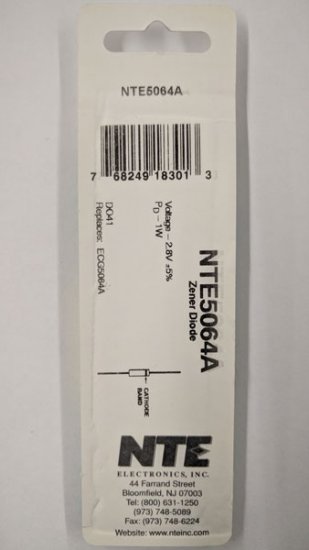 NTE5064A
7 68249 18301 3
NTE5064A
Zener Diode
Voltage – 2.8V ±5%
PD – 1W
DO41
Replaces: ECG5064A
CATHODE
BAND
NTE
ELECTRONICS, INC.
44 Farrand Street
Bloomfield, NJ 07003
Tel: (800) 631-1250
(973) 748-5089
Fax: (973) 748-6224
www.nteinc.com